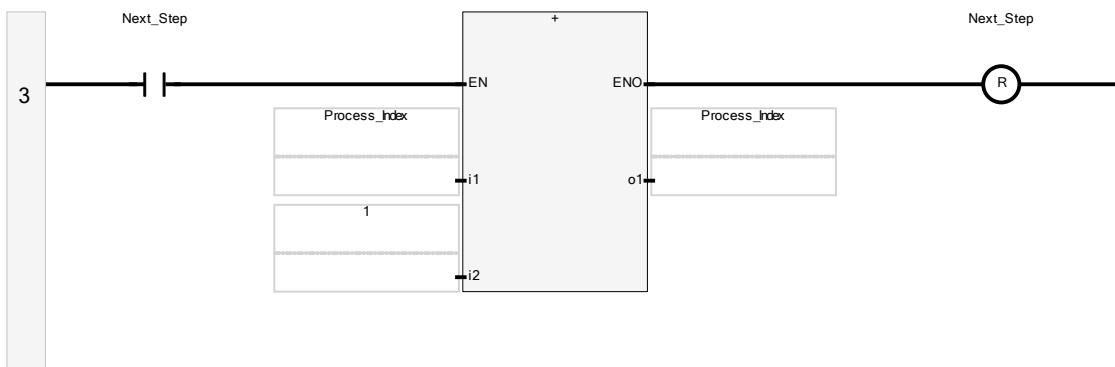 Next_Step + Next_Step
3 EN ENO R
Process_Index Process_Index
i1 o1
1
i2